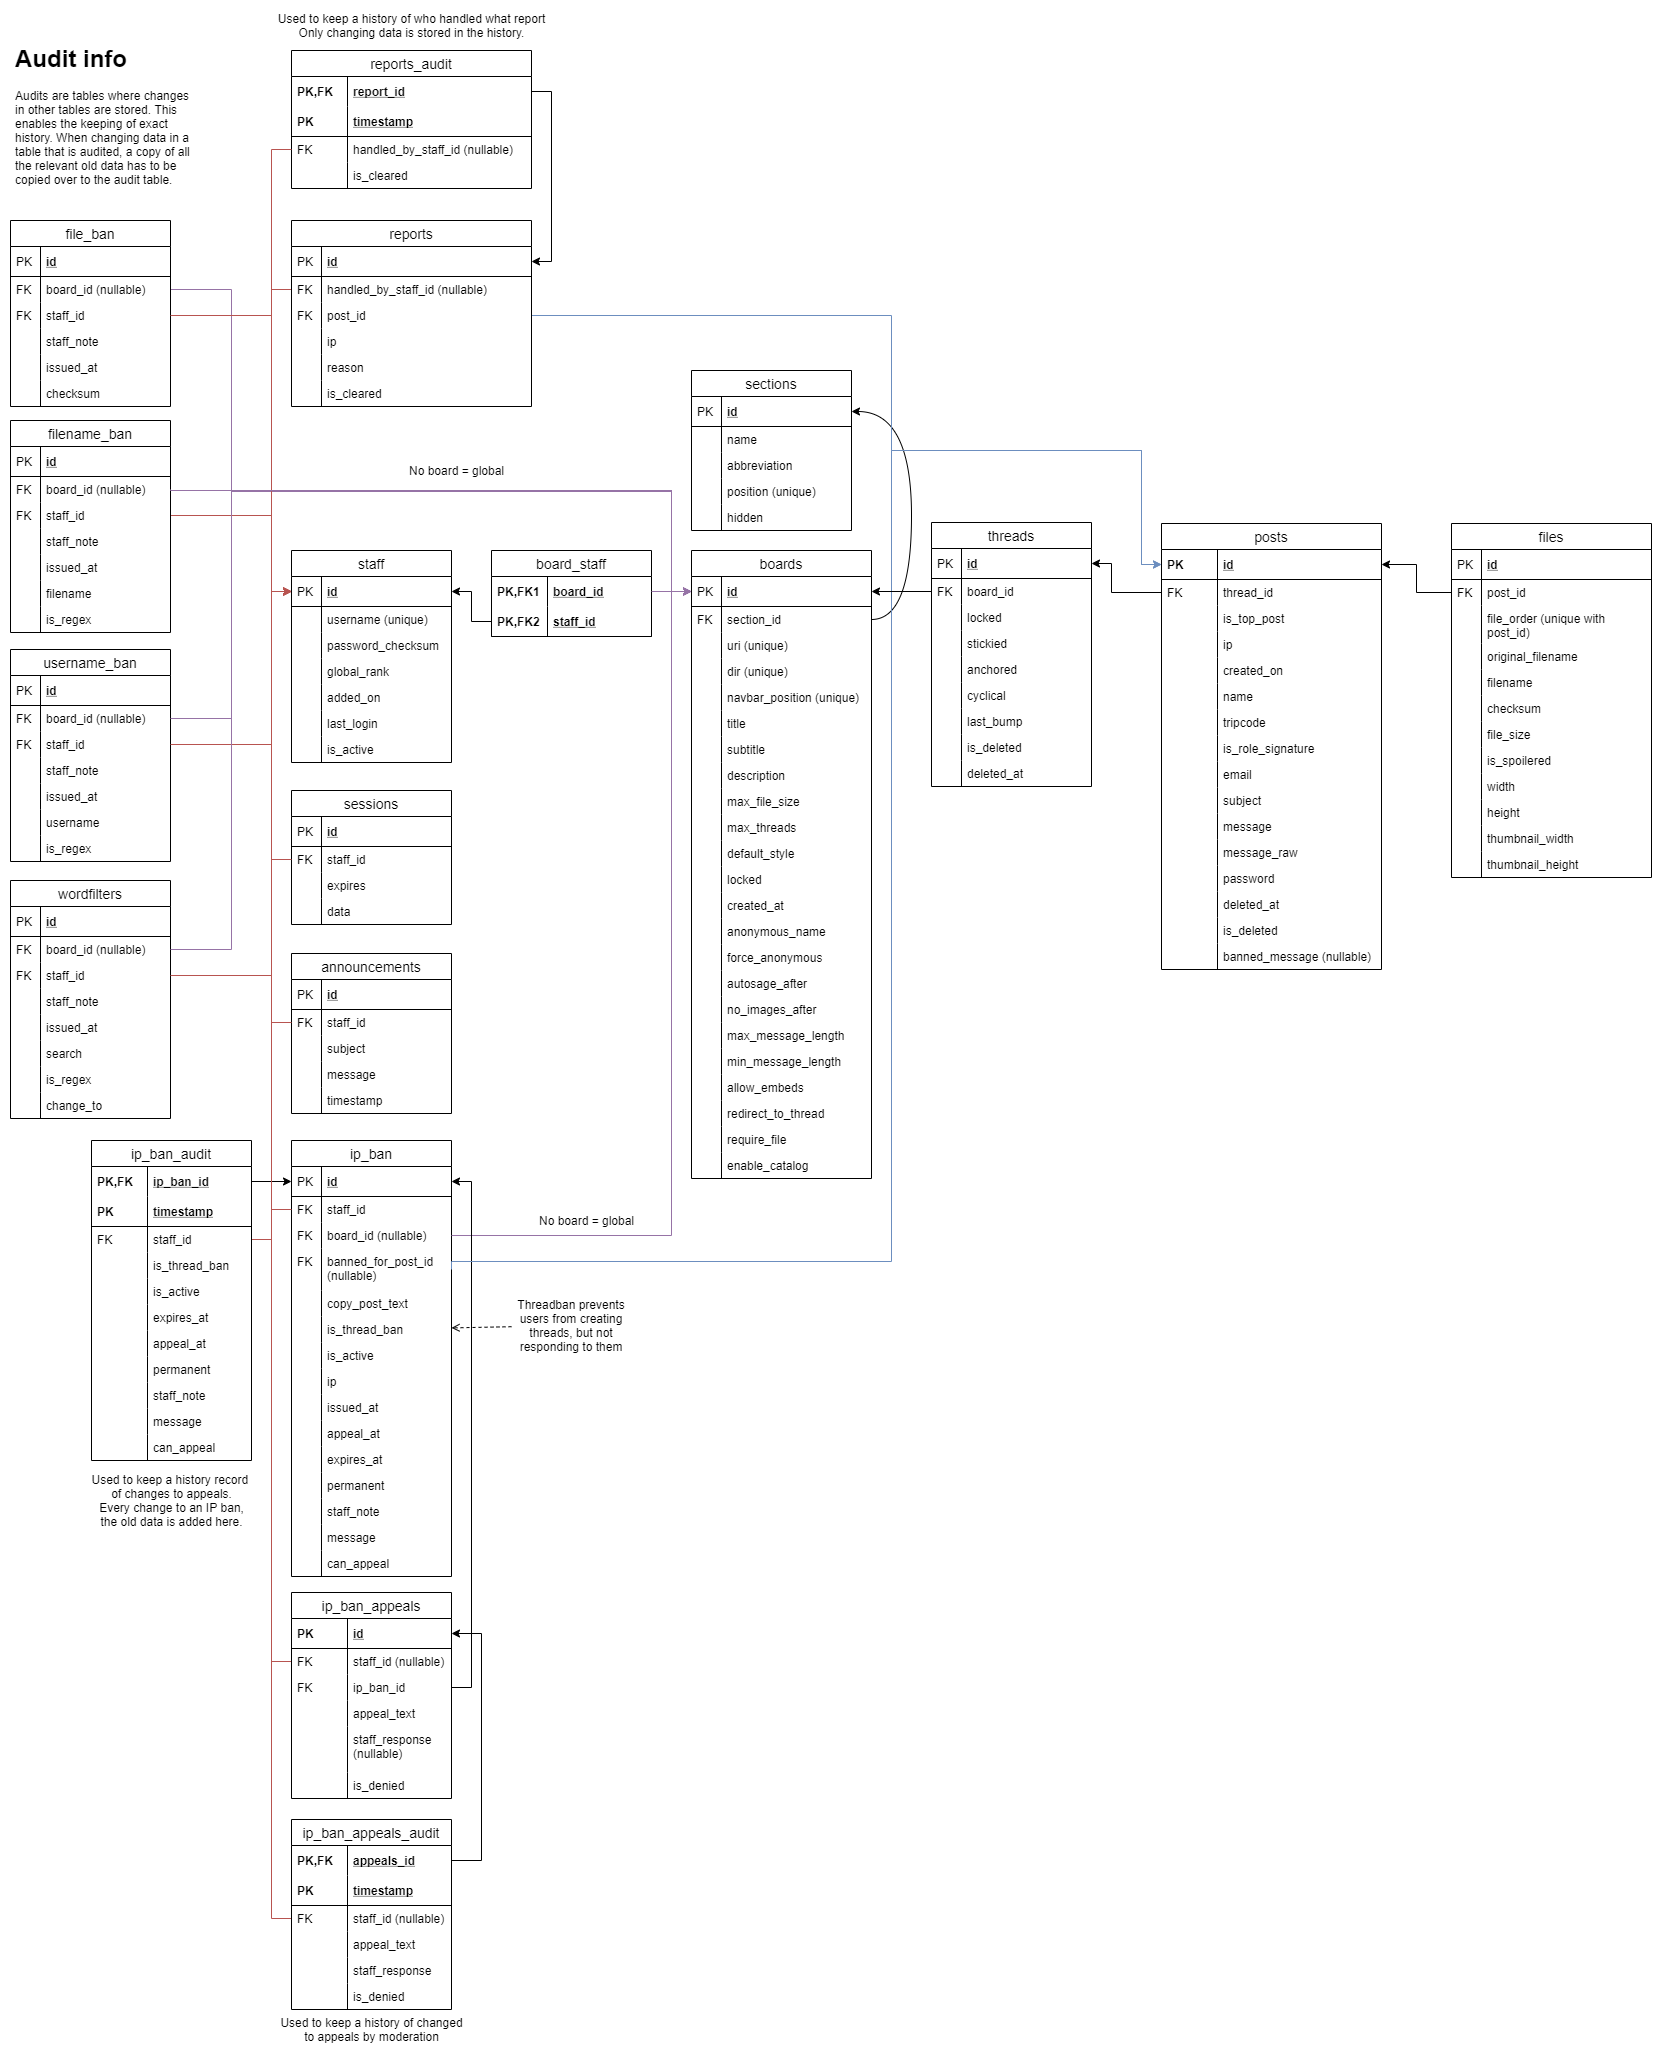 Used to keep a history of who handled what report
Only changing data is stored in the history.
Audit info
Audits are tables where changes
in other tables are stored. This
enables the keeping of exact
history. When changing data in a
table that is audited, a copy of all
the relevant old data has to be
copied over to the audit table.
reports_audit
PK,FK report_id
PK timestamp
FK handled_by_staff_id (nullable)
is_cleared
file_ban
PK id
FK board_id (nullable)
FK staff_id
staff_note
issued_at
checksum
reports
PK id
FK handled_by_staff_id (nullable)
FK post_id
ip
reason
is_cleared
filename_ban
PK id
FK board_id (nullable)
FK staff_id
staff_note
issued_at
filename
is_regex
No board = global
sections
PK id
name
abbreviation
position (unique)
hidden
username_ban
PK id
FK board_id (nullable)
FK staff_id
staff_note
issued_at
username
is_regex
staff
PK id
username (unique)
password_checksum
global_rank
added_on
last_login
is_active
board_staff
PK,FK1 board_id
PK,FK2 staff_id
boards
PK id
FK section_id
uri (unique)
dir (unique)
navbar_position (unique)
title
subtitle
description
max_file_size
max_threads
default_style
locked
created_at
anonymous_name
force_anonymous
autosage_after
no_images_after
max_message_length
min_message_length
allow_embeds
redirect_to_thread
require_file
enable_catalog
threads
PK id
FK board_id
locked
stickied
anchored
cyclical
last_bump
is_deleted
deleted_at
posts
PK id
FK thread_id
is_top_post
ip
created_on
name
tripcode
is_role_signature
email
subject
message
message_raw
password
deleted_at
is_deleted
banned_message (nullable)
files
PK id
FK post_id
file_order (unique with
post_id)
original_filename
filename
checksum
file_size
is_spoilered
width
height
thumbnail_width
thumbnail_height
sessions
PK id
FK staff_id
expires
data
wordfilters
PK id
FK board_id (nullable)
FK staff_id
staff_note
issued_at
search
is_regex
change_to
announcements
PK id
FK staff_id
subject
message
timestamp
ip_ban_audit
PK,FK ip_ban_id
PK timestamp
FK staff_id
is_thread_ban
is_active
expires_at
appeal_at
permanent
staff_note
message
can_appeal
Used to keep a history record
of changes to appeals.
Every change to an IP ban,
the old data is added here.
ip_ban
PK id
FK staff_id
FK board_id (nullable)
FK banned_for_post_id
(nullable)
copy_post_text
is_thread_ban
is_active
ip
issued_at
appeal_at
expires_at
permanent
staff_note
message
can_appeal
No board = global
Threadban prevents
users from creating
threads, but not
responding to them
ip_ban_appeals
PK id
FK staff_id (nullable)
FK ip_ban_id
appeal_text
staff_response
(nullable)
is_denied
ip_ban_appeals_audit
PK,FK appeals_id
PK timestamp
FK staff_id (nullable)
appeal_text
staff_response
is_denied
Used to keep a history of changed
to appeals by moderation